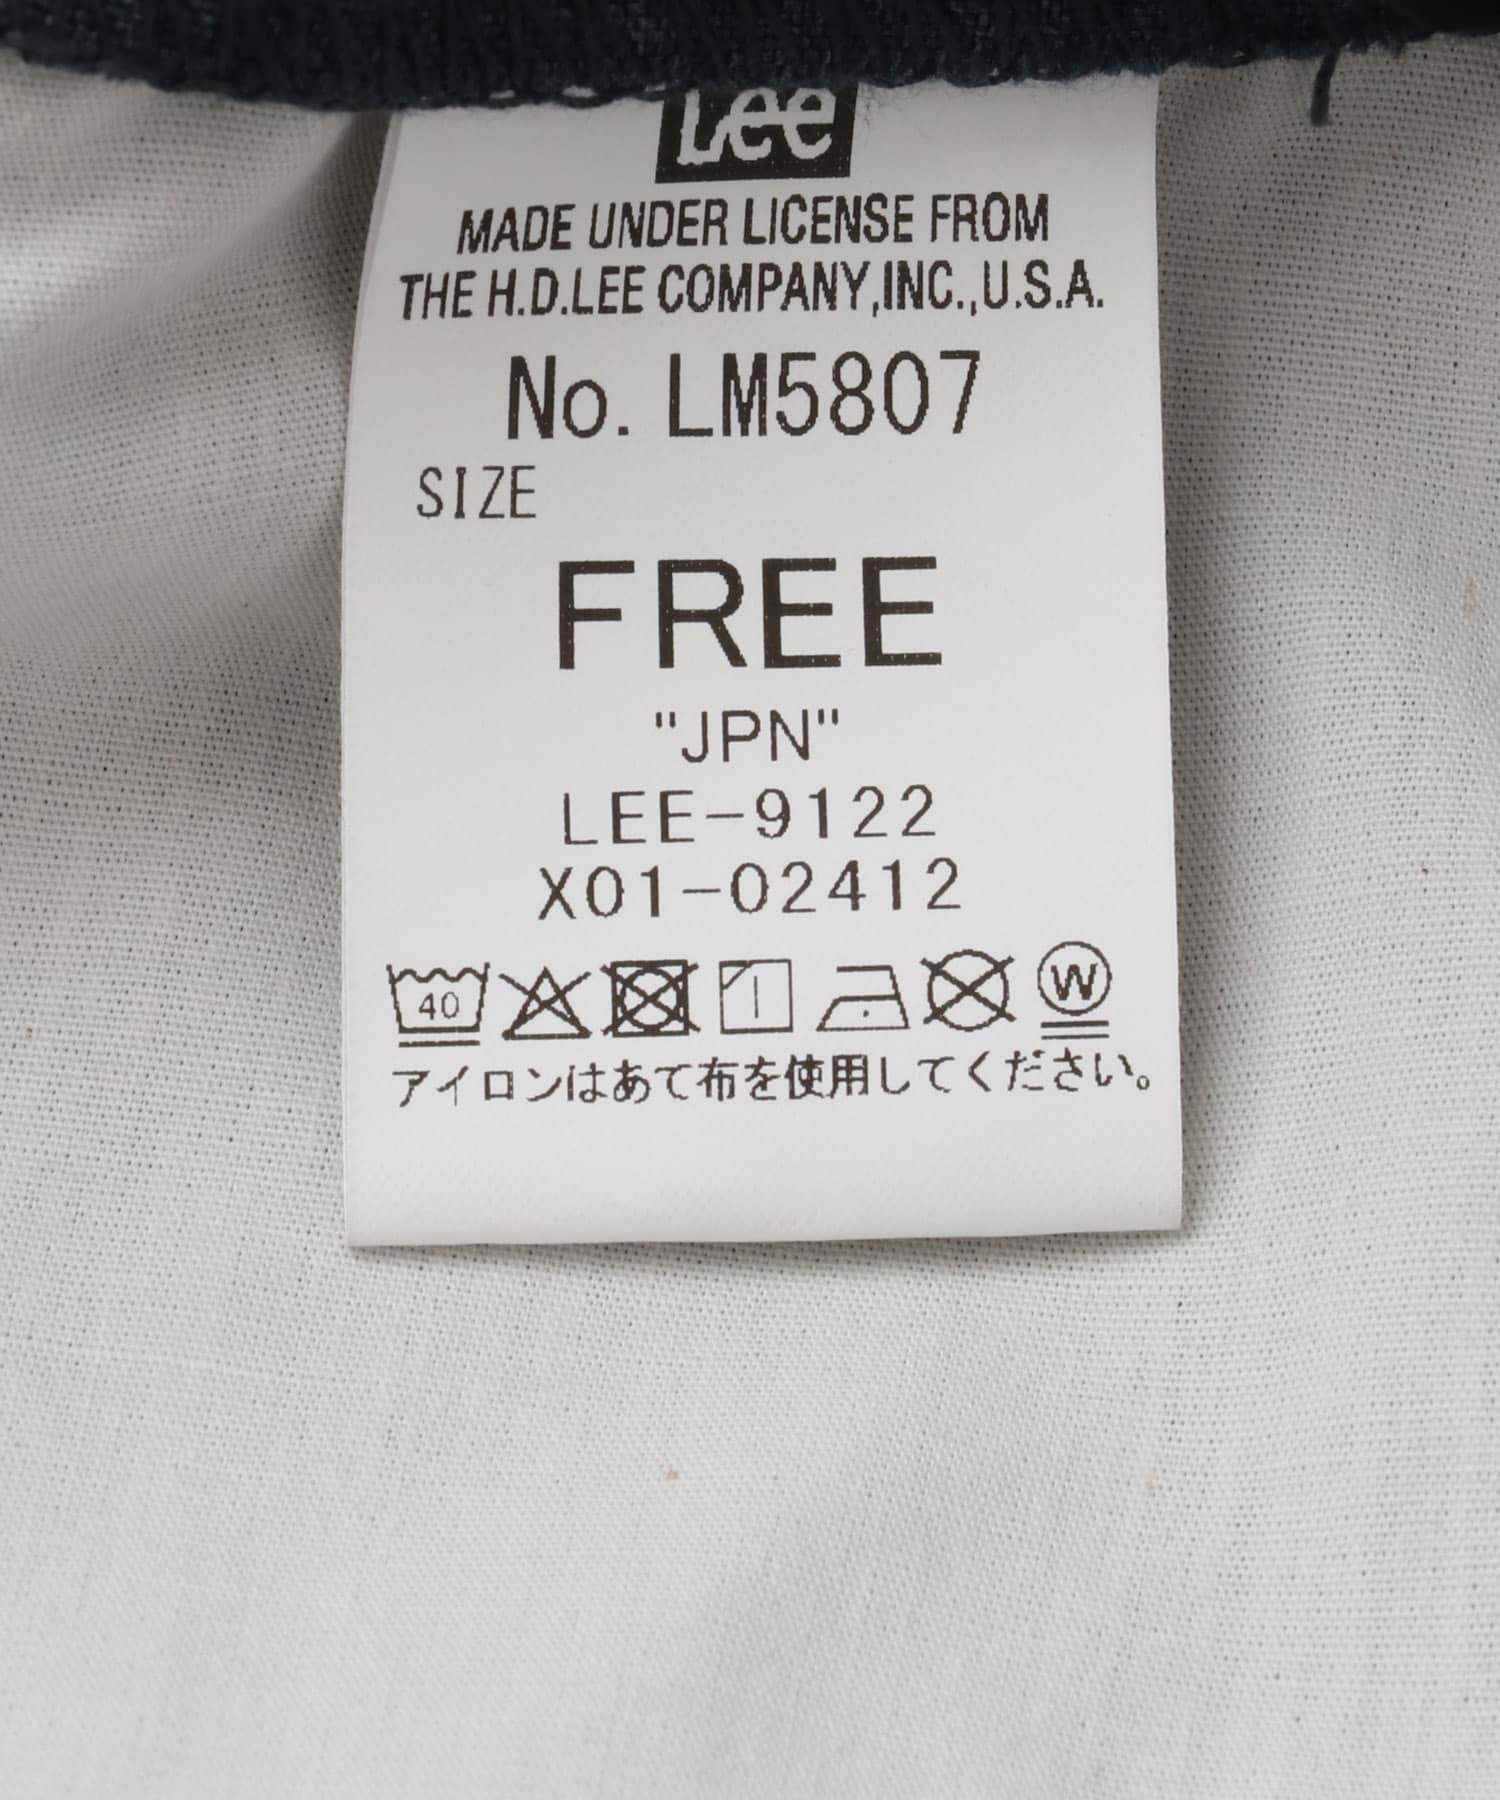 Lee
MADE UNDER LICENSE FROM
THE H.D.LEE COMPANY,INC.,U.S.A.
No. LM5807
SIZE
FREE
"JPN"
LEE-9122
X01-02412
40 W
アイロンはあて布を使用してください。